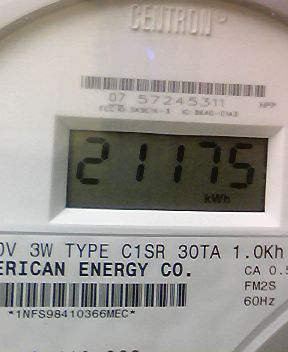 CENTRON
07 57245311 NPP
21175
kWh
0V 3W TYPE C1SR 30TA 1.0Kh
ERICAN ENERGY CO.
CA 0.5
FM2S
60Hz
*1NFS98410366MEC*